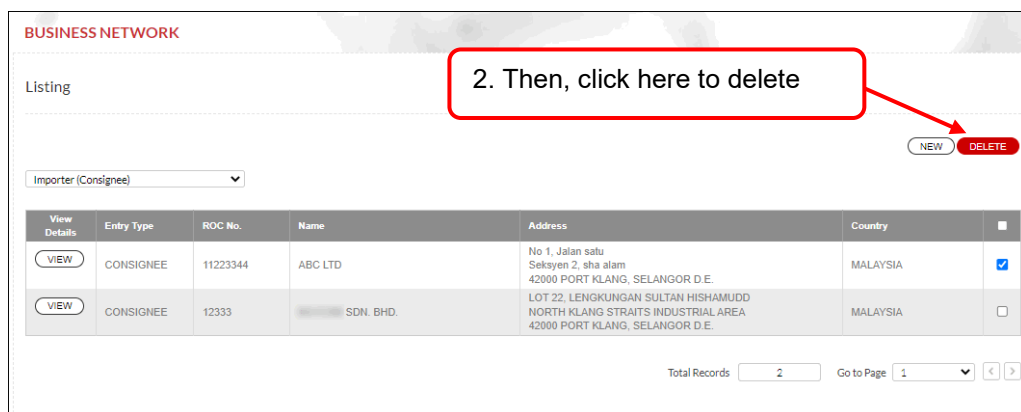 BUSINESS NETWORK
2. Then, click here to delete
Listing
NEW DELETE
Importer (Consignee)
View Details Entry Type ROC No. Name Address Country
VIEW CONSIGNEE 11223344 ABC LTD No 1, Jalan satu
Seksyen 2, sha alam
42000 PORT KLANG, SELANGOR D.E. MALAYSIA
VIEW CONSIGNEE 12333 SDN. BHD. LOT 22, LENGKUNGAN SULTAN HISHAMUDD
NORTH KLANG STRAITS INDUSTRIAL AREA
42000 PORT KLANG, SELANGOR D.E. MALAYSIA
Total Records 2 Go to Page 1 < >